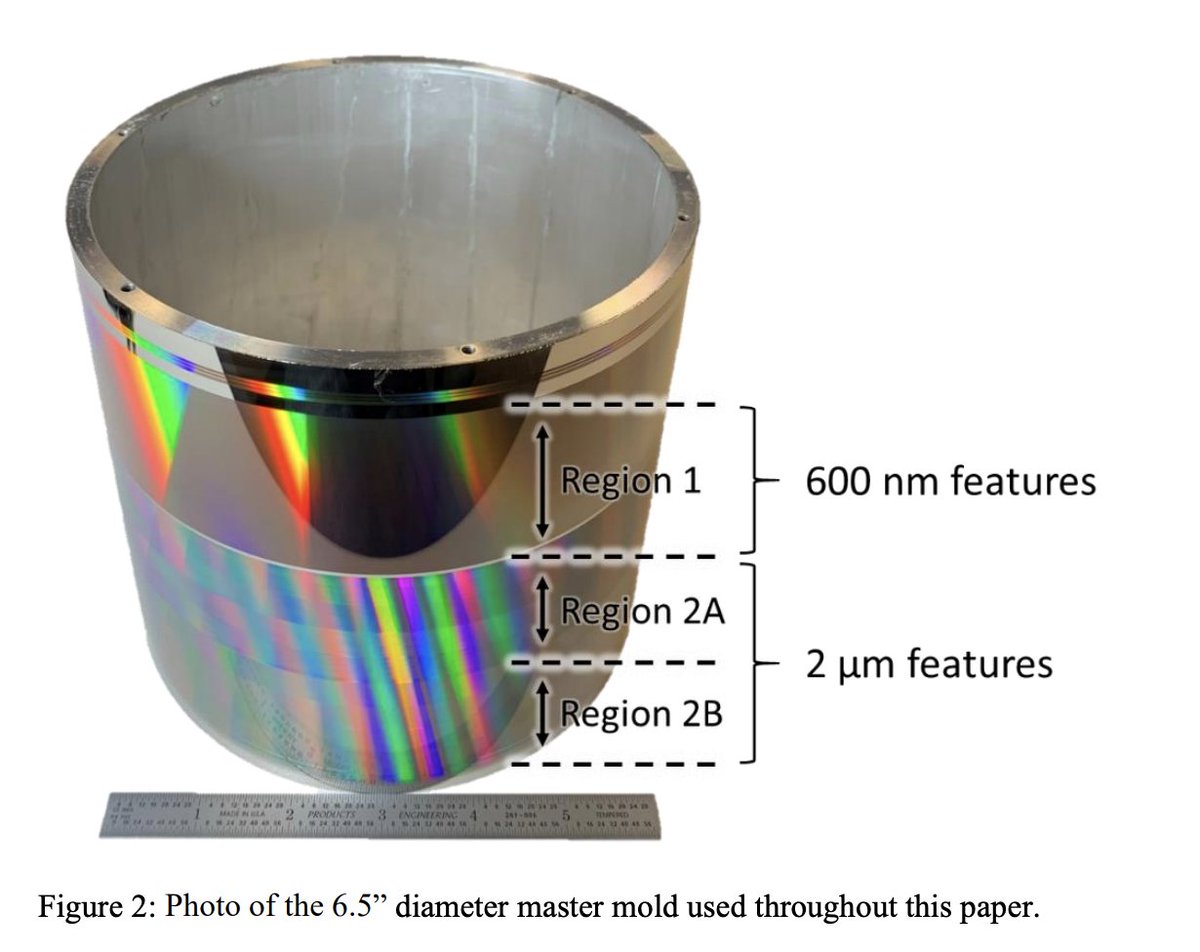 Region 1
600 nm features
Region 2A
2 µm features
Region 2B
1 2 3 4 5
MADE IN USA PRODUCTS ENGINEERING TEMPERED
Figure 2: Photo of the 6.5” diameter master mold used throughout this paper.